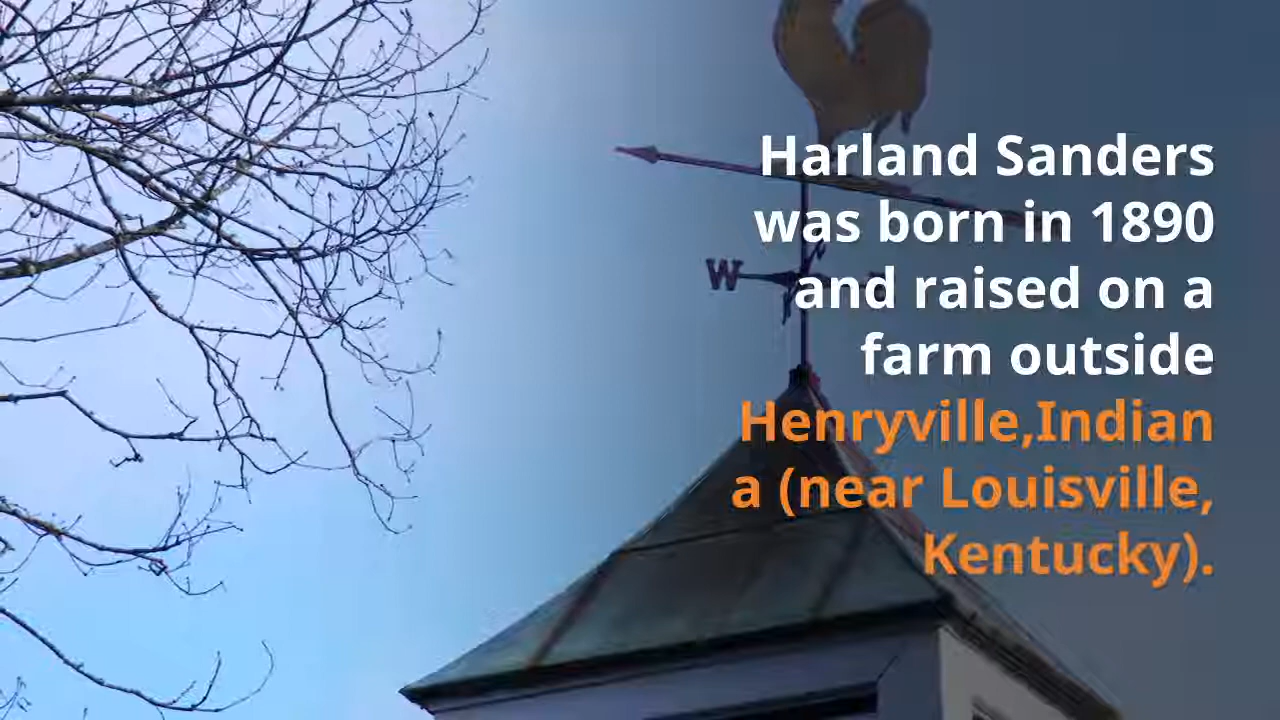 Harland Sanders
was born in 1890
and raised on a
farm outside
Henryville,Indian
a (near Louisville,
Kentucky).
W